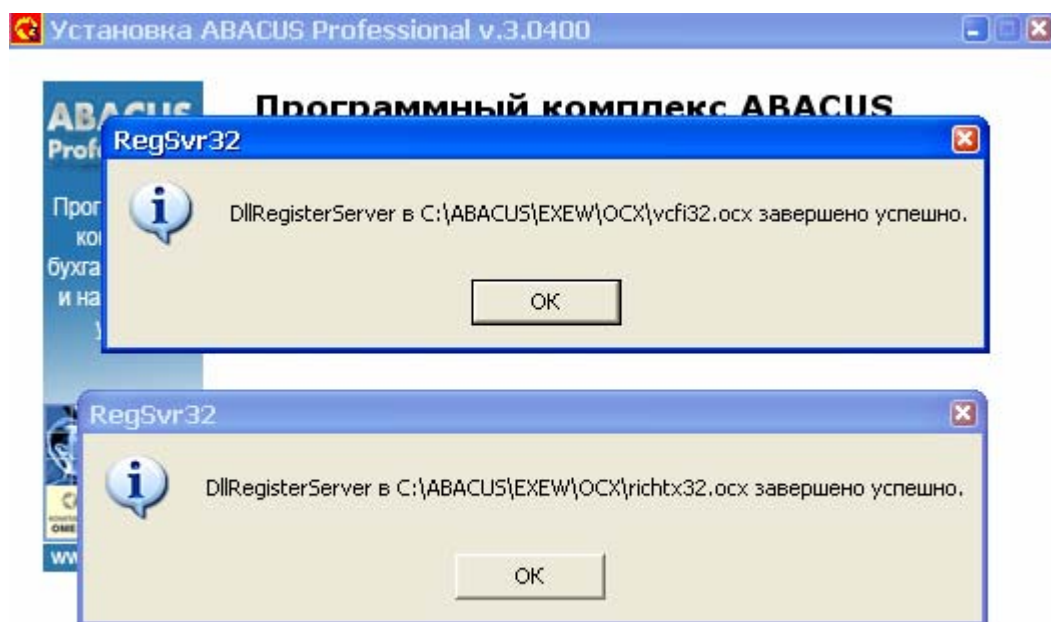 Установка ABACUS Professional v.3.0400
Программный комплекс ABACUS
RegSvr32
DllRegisterServer в C:\ABACUS\EXEW\OCX\vcfi32.ocx завершено успешно.
OK
RegSvr32
DllRegisterServer в C:\ABACUS\EXEW\OCX\richtx32.ocx завершено успешно.
OK